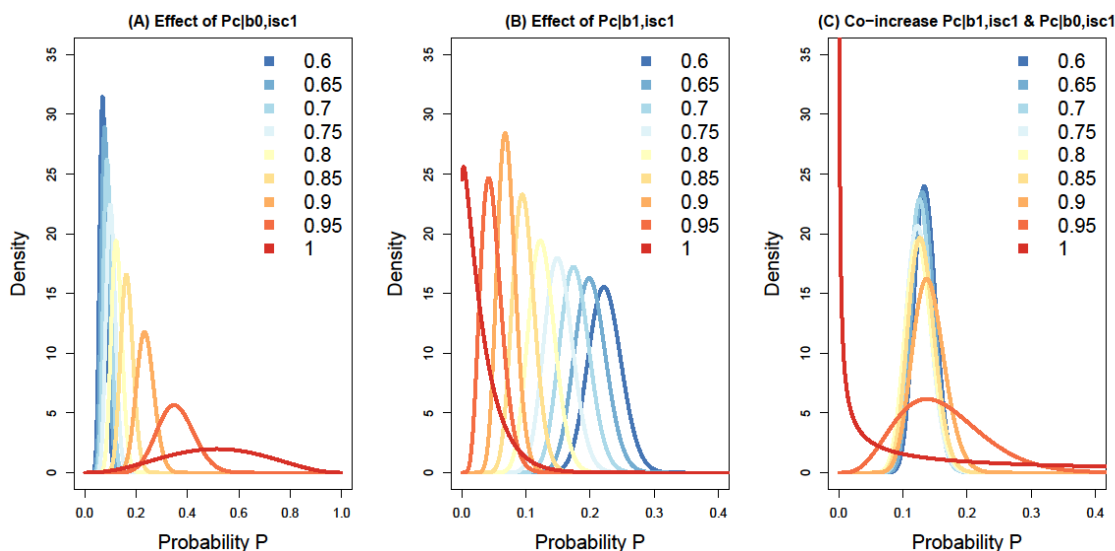 (A) Effect of Pc|b0,isc1
Density
0 5 10 15 20 25 30 35
0.6
0.65
0.7
0.75
0.8
0.85
0.9
0.95
1
0.0 0.2 0.4 0.6 0.8 1.0
Probability P
(B) Effect of Pc|b1,isc1
Density
0 5 10 15 20 25 30 35
0.6
0.65
0.7
0.75
0.8
0.85
0.9
0.95
1
0.0 0.1 0.2 0.3 0.4
Probability P
(C) Co−increase Pc|b1,isc1 & Pc|b0,isc1
Density
0 5 10 15 20 25 30 35
0.6
0.65
0.7
0.75
0.8
0.85
0.9
0.95
1
0.0 0.1 0.2 0.3 0.4
Probability P